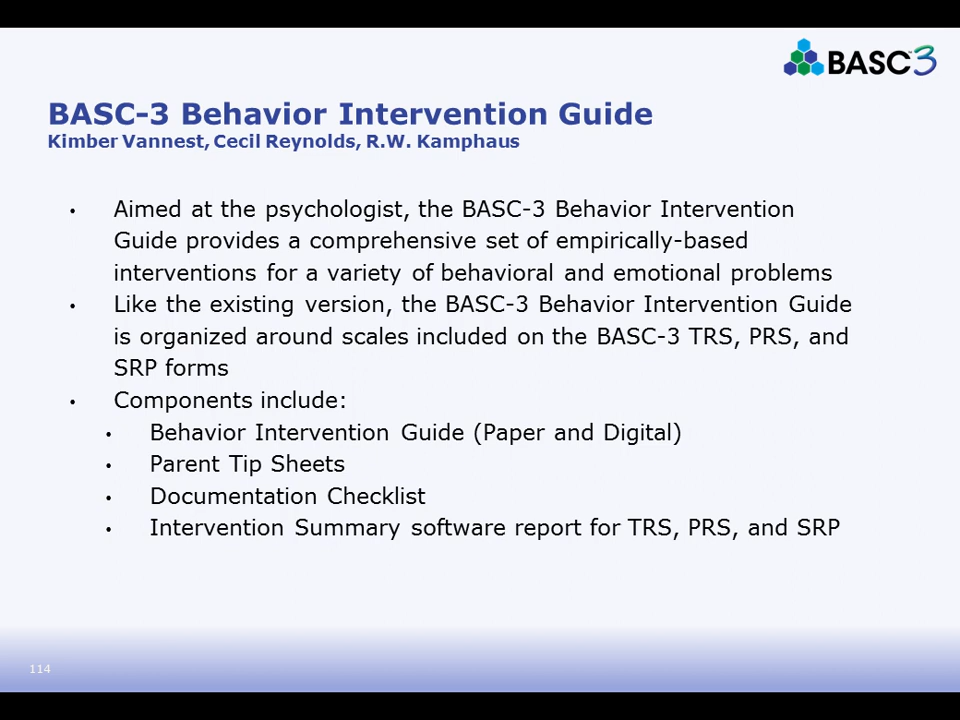 BASC™3
BASC-3 Behavior Intervention Guide
Kimber Vannest, Cecil Reynolds, R.W. Kamphaus
• Aimed at the psychologist, the BASC-3 Behavior Intervention
Guide provides a comprehensive set of empirically-based
interventions for a variety of behavioral and emotional problems
• Like the existing version, the BASC-3 Behavior Intervention Guide
is organized around scales included on the BASC-3 TRS, PRS, and
SRP forms
• Components include:
• Behavior Intervention Guide (Paper and Digital)
• Parent Tip Sheets
• Documentation Checklist
• Intervention Summary software report for TRS, PRS, and SRP
114